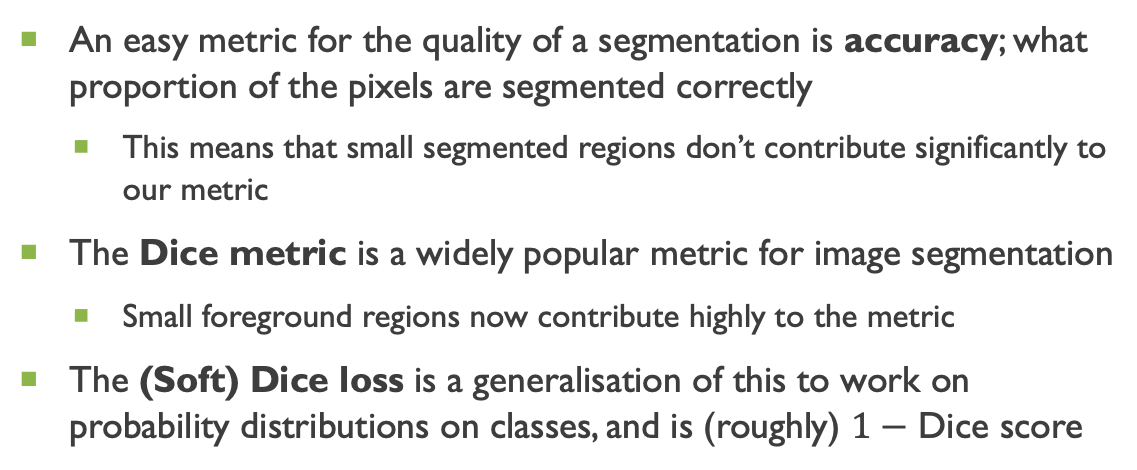 An easy metric for the quality of a segmentation is accuracy; what
proportion of the pixels are segmented correctly
This means that small segmented regions don’t contribute significantly to
our metric
The Dice metric is a widely popular metric for image segmentation
Small foreground regions now contribute highly to the metric
The (Soft) Dice loss is a generalisation of this to work on
probability distributions on classes, and is (roughly) 1 − Dice score